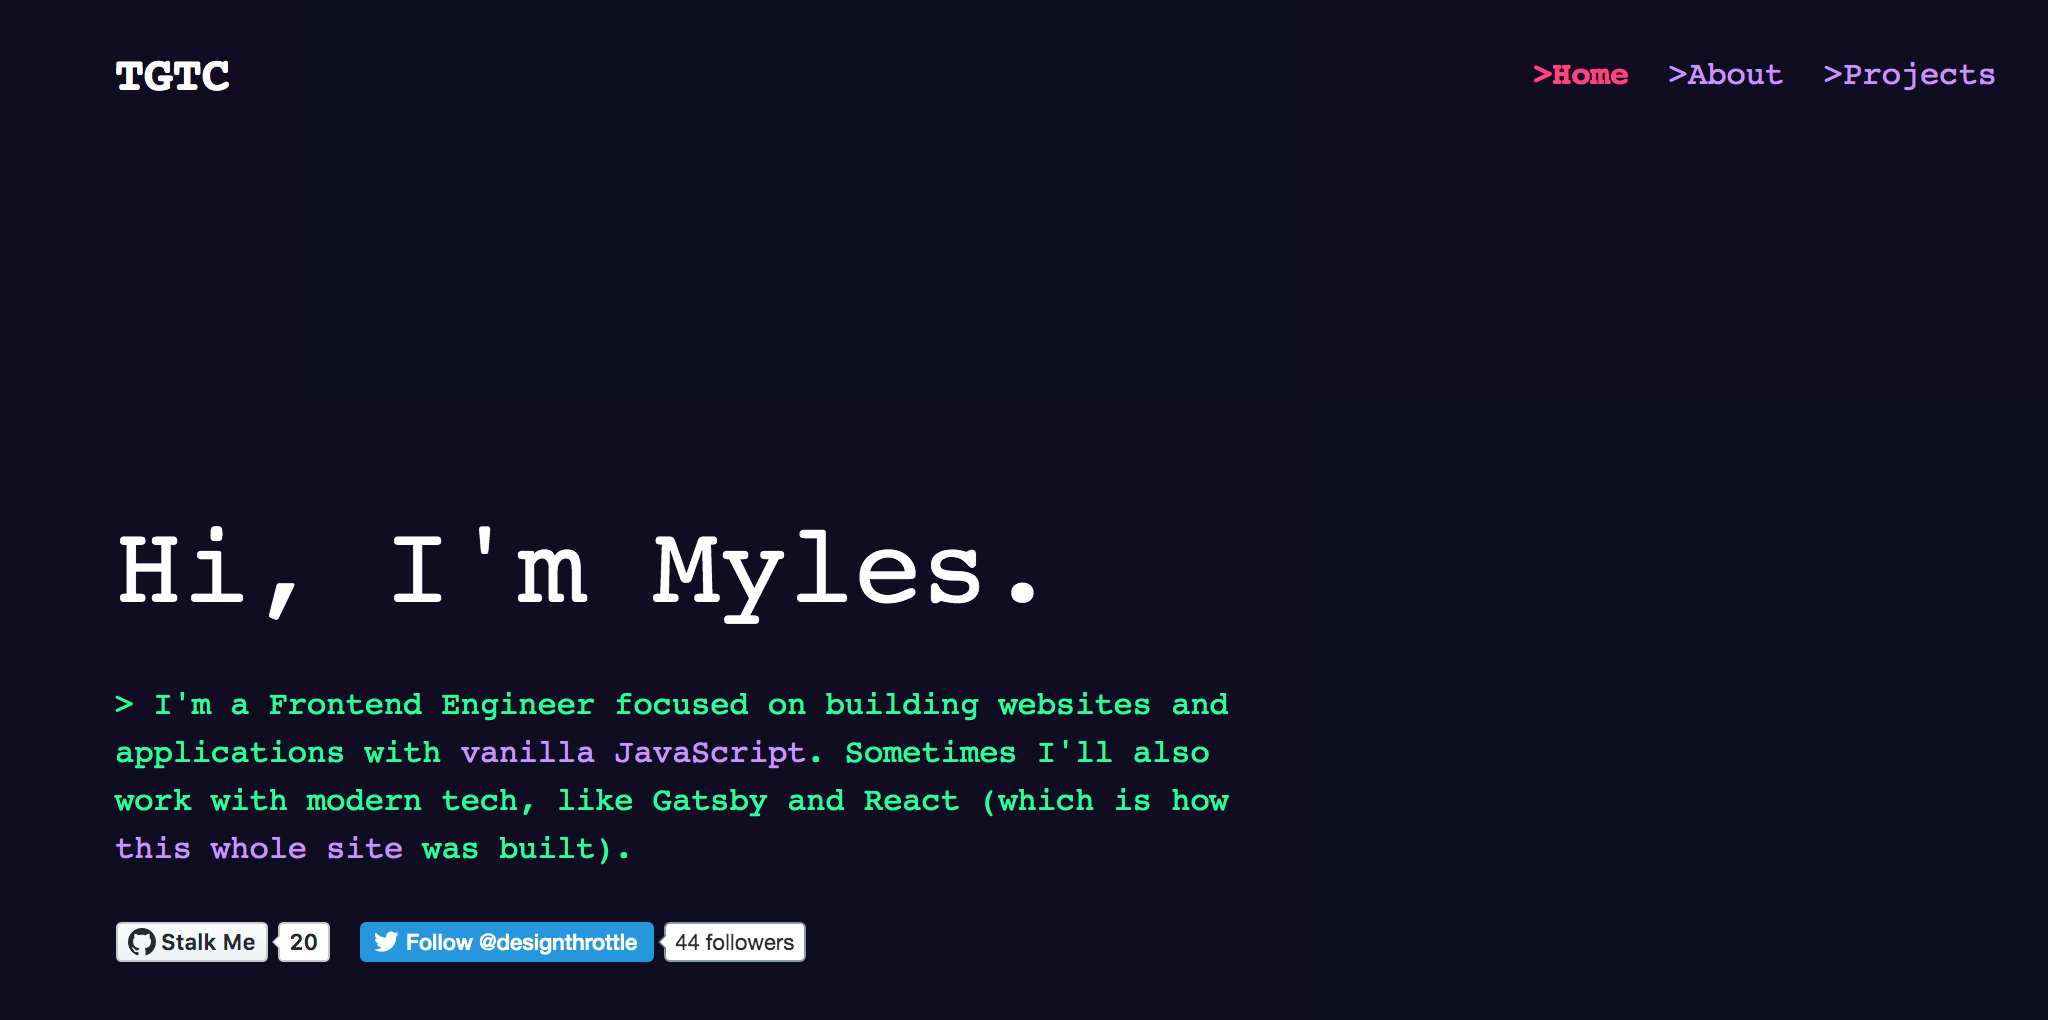 TGTC
>Home >About >Projects
Hi, I'm Myles.
> I'm a Frontend Engineer focused on building websites and
applications with vanilla JavaScript. Sometimes I'll also
work with modern tech, like Gatsby and React (which is how
this whole site was built).
Stalk Me 20 Follow @designthrottle 44 followers